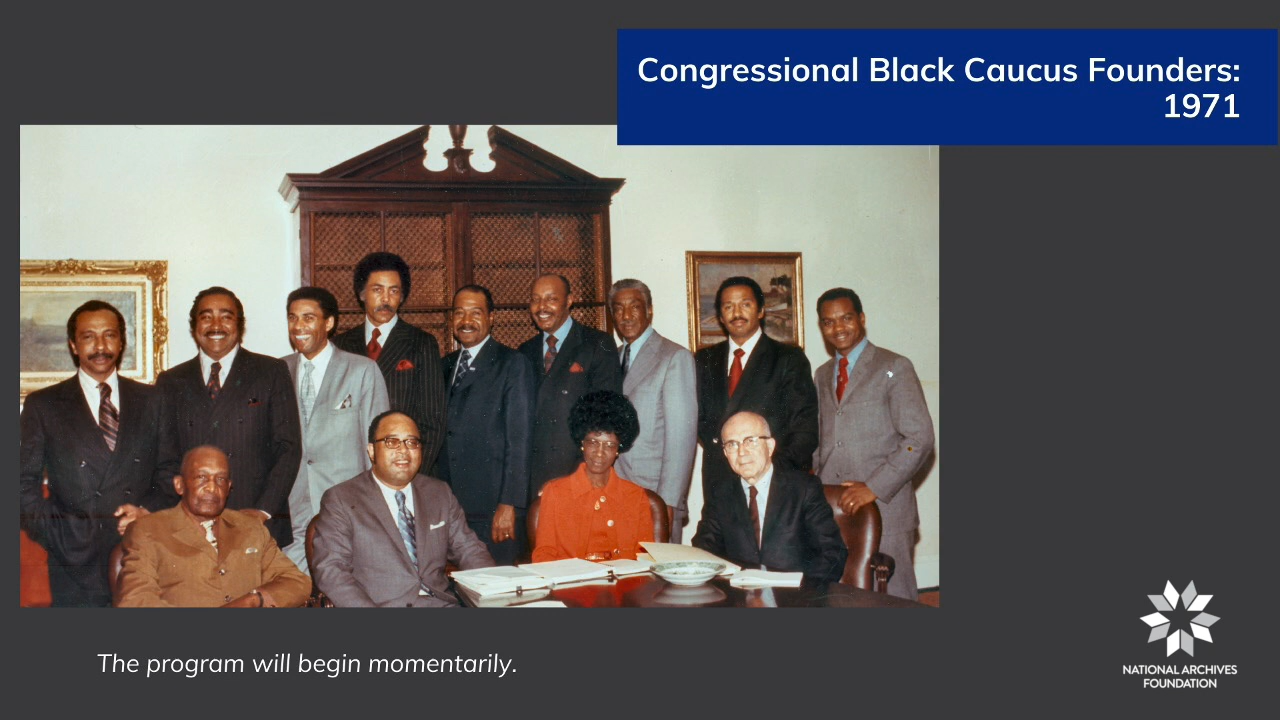 Congressional Black Caucus Founders:
1971
The program will begin momentarily.
NATIONAL ARCHIVES
FOUNDATION